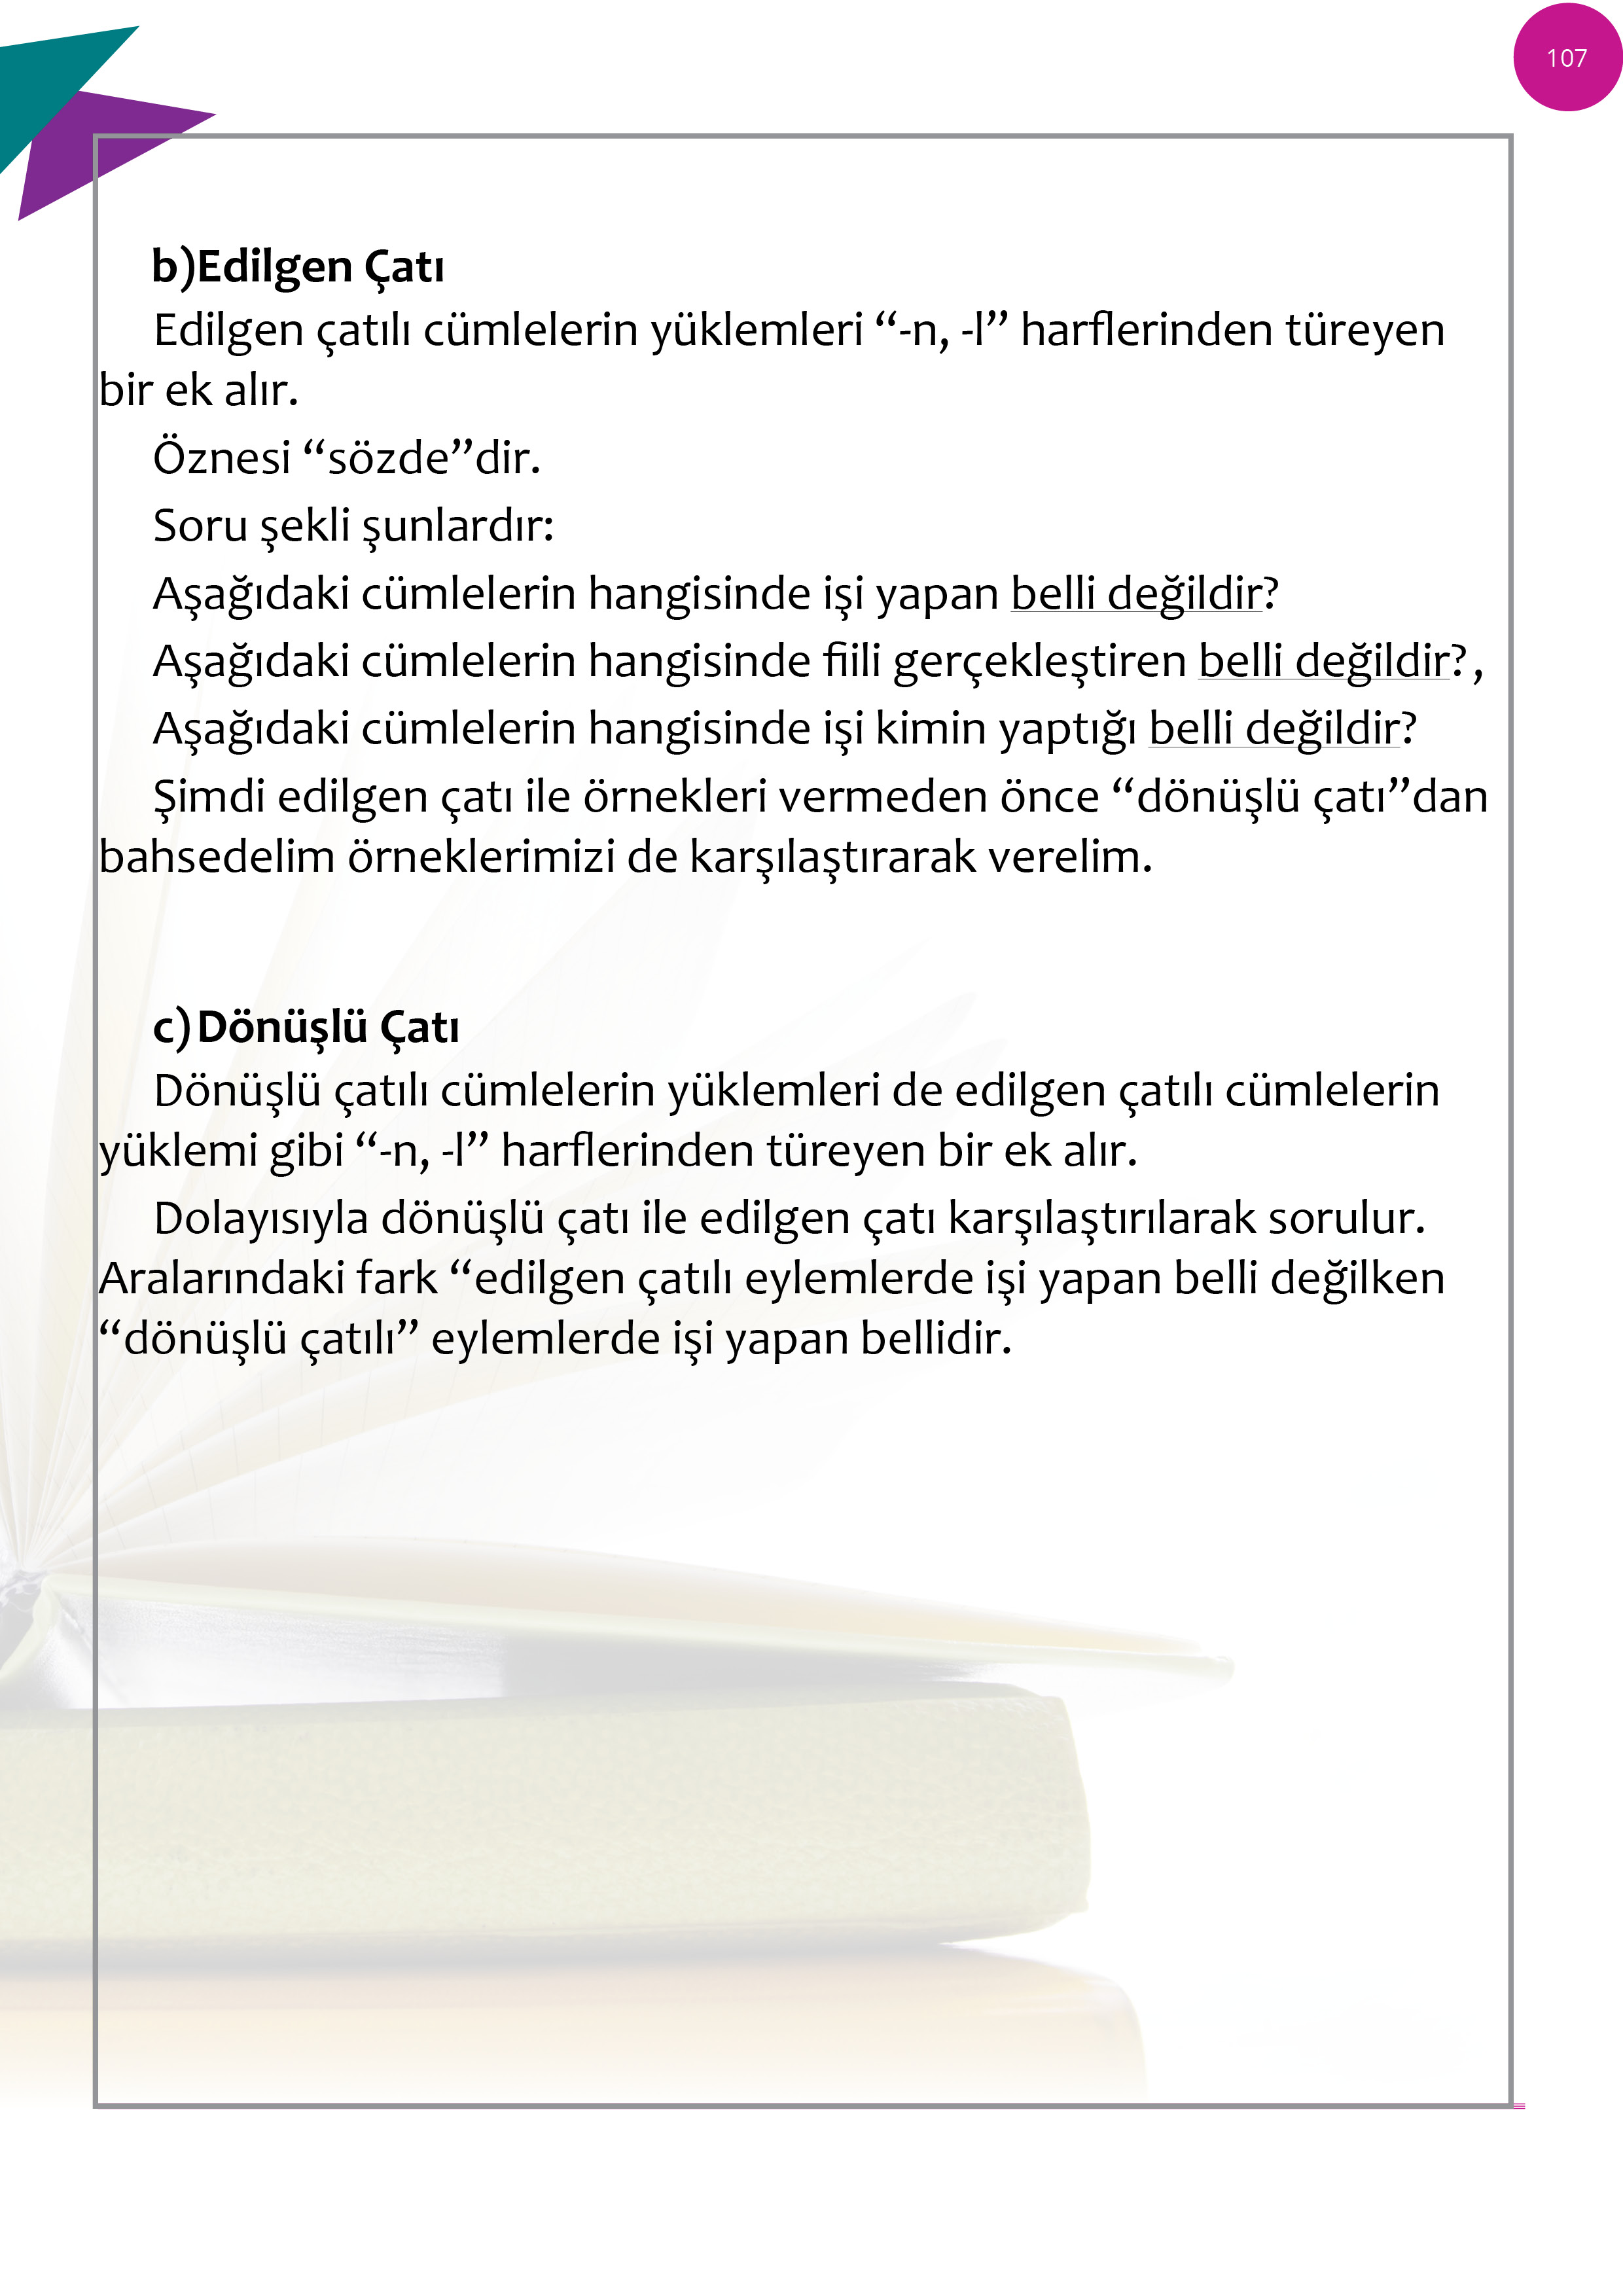 107
b)Edilgen Çatı
Edilgen çatılı cümlelerin yüklemleri “-n, -l” harflerinden türeyen
bir ek alır.
Öznesi “sözde”dir.
Soru şekli şunlardır:
Aşağıdaki cümlelerin hangisinde işi yapan belli değildir?
Aşağıdaki cümlelerin hangisinde fiili gerçekleştiren belli değildir?,
Aşağıdaki cümlelerin hangisinde işi kimin yaptığı belli değildir?
Şimdi edilgen çatı ile örnekleri vermeden önce “dönüşlü çatı”dan
bahsedelim örneklerimizi de karşılaştırarak verelim.
c) Dönüşlü Çatı
Dönüşlü çatılı cümlelerin yüklemleri de edilgen çatılı cümlelerin
yüklemi gibi “-n, -l” harflerinden türeyen bir ek alır.
Dolayısıyla dönüşlü çatı ile edilgen çatı karşılaştırılarak sorulur.
Aralarındaki fark “edilgen çatılı eylemlerde işi yapan belli değilken
“dönüşlü çatılı” eylemlerde işi yapan bellidir.